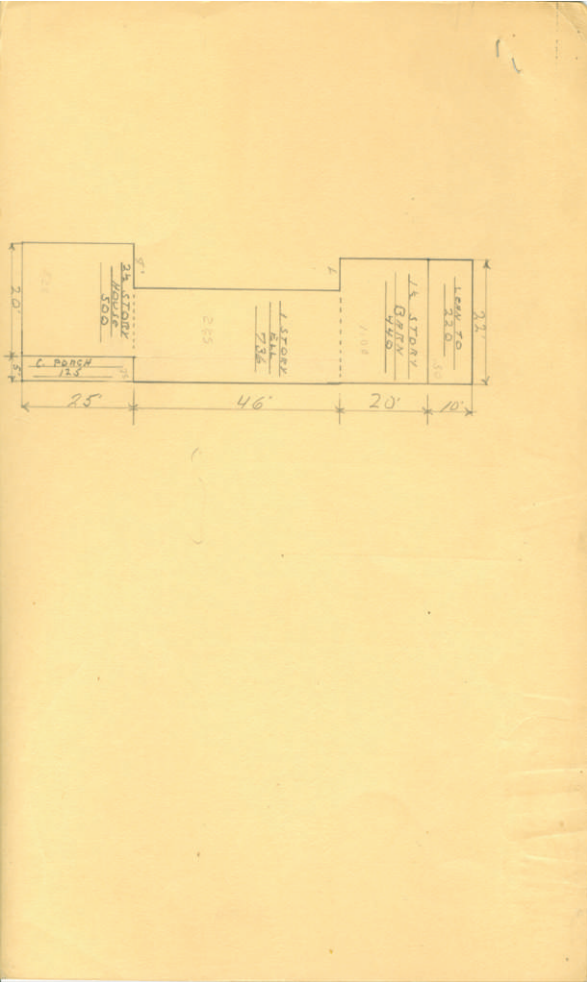 2½ STORY
HOUSE
500
1 STORY
ELL
736
1½ STORY
BARN
440
LEAN TO
220
22'
20'
5'
C. PORCH
125
25'
46'
20'
10'